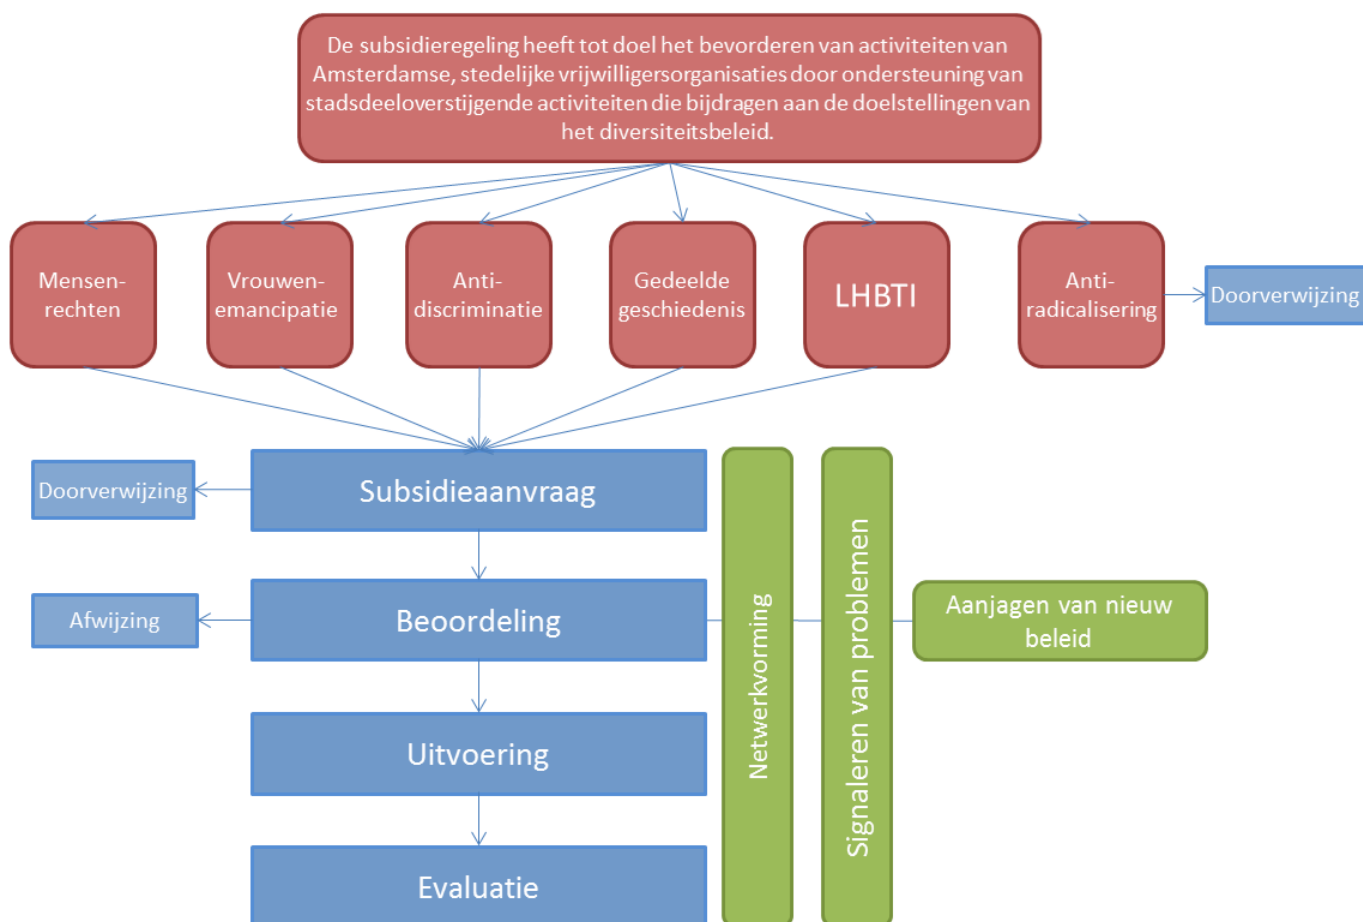 De subsidieregeling heeft tot doel het bevorderen van activiteiten van
Amsterdamse, stedelijke vrijwilligersorganisaties door ondersteuning van
stadsdeeloverstijgende activiteiten die bijdragen aan de doelstellingen van
het diversiteitsbeleid.
Mensen-
rechten
Vrouwen-
emancipatie
Anti-
discriminatie
Gedeelde
geschiedenis
LHBTI
Anti-
radicalisering
Doorverwijzing
Doorverwijzing
Subsidieaanvraag
Afwijzing
Beoordeling
Uitvoering
Evaluatie
Netwerkvorming
Signaleren van problemen
Aanjagen van nieuw
beleid